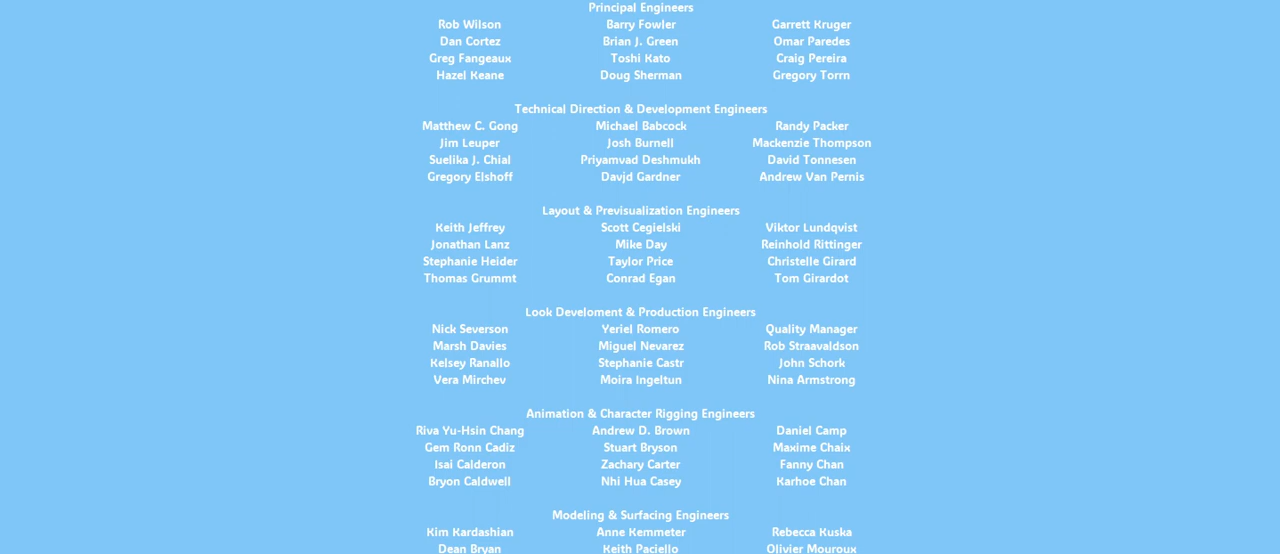 Principal Engineers
Rob Wilson Barry Fowler Garrett Kruger
Dan Cortez Brian J. Green Omar Paredes
Greg Fangeaux Toshi Kato Craig Pereira
Hazel Keane Doug Sherman Gregory Torrn
Technical Direction & Development Engineers
Matthew C. Gong Michael Babcock Randy Packer
Jim Leuper Josh Burnell Mackenzie Thompson
Suelika J. Chial Priyamvad Deshmukh David Tonnesen
Gregory Elshoff Davjd Gardner Andrew Van Pernis
Layout & Previsualization Engineers
Keith Jeffrey Scott Cegielski Viktor Lundqvist
Jonathan Lanz Mike Day Reinhold Rittinger
Stephanie Heider Taylor Price Christelle Girard
Thomas Grummt Conrad Egan Tom Girardot
Look Develoment & Production Engineers
Nick Severson Yeriel Romero Quality Manager
Marsh Davies Miguel Nevarez Rob Straavaldson
Kelsey Ranallo Stephanie Castr John Schork
Vera Mirchev Moira Ingeltun Nina Armstrong
Animation & Character Rigging Engineers
Riva Yu-Hsin Chang Andrew D. Brown Daniel Camp
Gem Ronn Cadiz Stuart Bryson Maxime Chaix
Isai Calderon Zachary Carter Fanny Chan
Bryon Caldwell Nhi Hua Casey Karhoe Chan
Modeling & Surfacing Engineers
Kim Kardashian Anne Kemmeter Rebecca Kuska
Dean Bryan Keith Paciello Olivier Mouroux